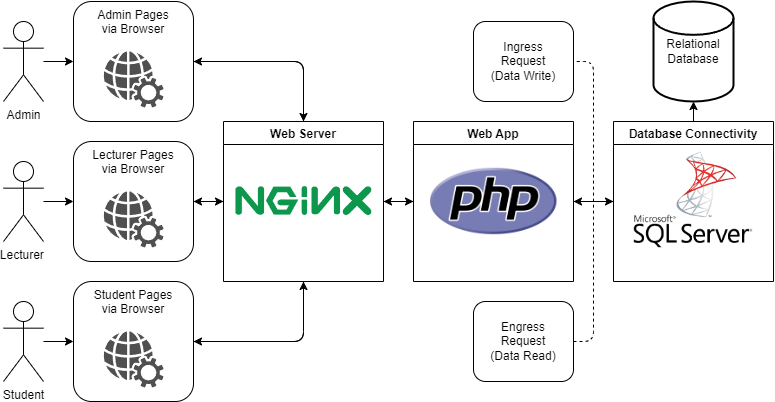 Admin Pages
via Browser
Admin
Lecturer Pages
via Browser
Lecturer
Student Pages
via Browser
Student
Web Server
NGINX
Web App
php
Ingress
Request
(Data Write)
Engress
Request
(Data Read)
Relational
Database
Database Connectivity
Microsoft®
SQL Server®